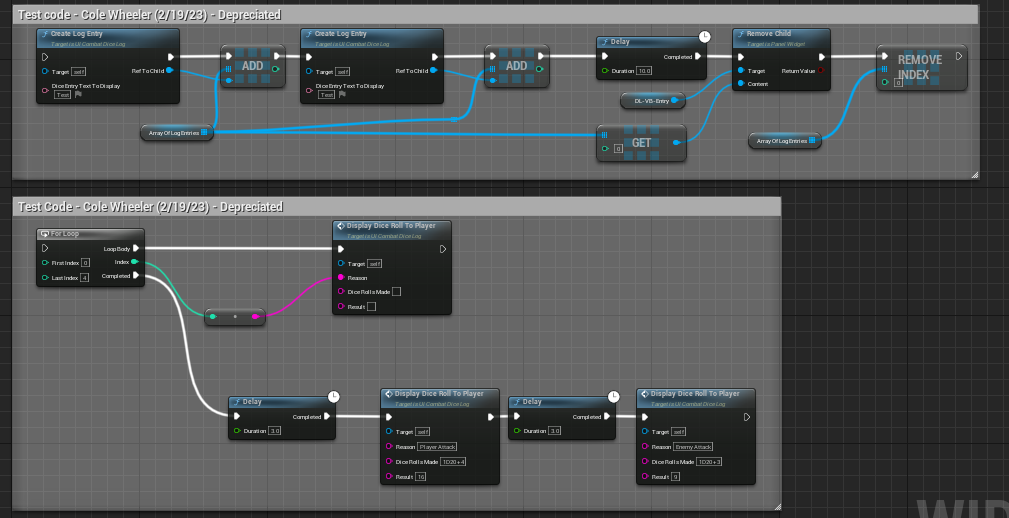 Test code - Cole Wheeler (2/19/23) - Depreciated
Create Log Entry
Target is UI Combat Dice Log
Target self
Ref To Child
Dice Entry Text To Display
Test
ADD
Create Log Entry
Target is UI Combat Dice Log
Target self
Ref To Child
Dice Entry Text To Display
Test
ADD
Delay
Completed
Duration 10.0
Remove Child
Target is Panel Widget
Target
Return Value
Content
REMOVE
INDEX
0
DL-VB-Entry
Array Of Log Entries
GET
0
Array Of Log Entries
Test Code - Cole Wheeler (2/19/23) - Depreciated
For Loop
Loop Body
First Index 0
Index
Last Index 4
Completed
Display Dice Roll To Player
Target is UI Combat Dice Log
Target self
Reason
Dice Rolls Made
Result
Delay
Completed
Duration 3.0
Display Dice Roll To Player
Target is UI Combat Dice Log
Target self
Reason Player Attack
Dice Rolls Made 1D20+4
Result 16
Delay
Completed
Duration 3.0
Display Dice Roll To Player
Target is UI Combat Dice Log
Target self
Reason Enemy Attack
Dice Rolls Made 1D20+3
Result 9
WID